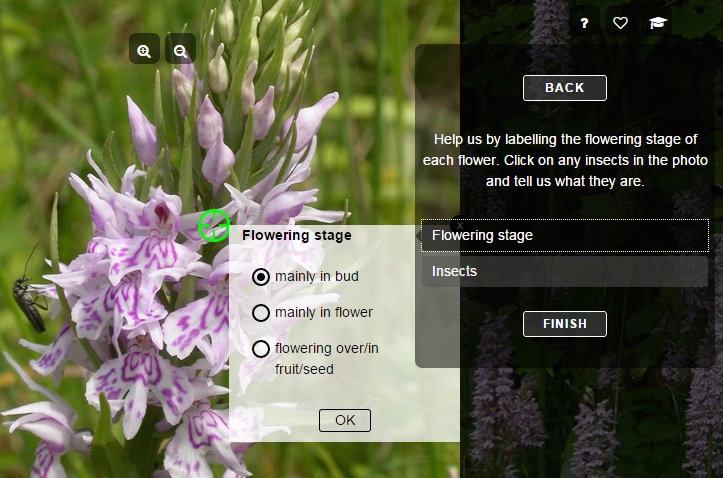 ?
BACK
Help us by labelling the flowering stage of
each flower. Click on any insects in the photo
and tell us what they are.
Flowering stage
Insects
FINISH
Flowering stage
mainly in bud
mainly in flower
flowering over/in
fruit/seed
OK